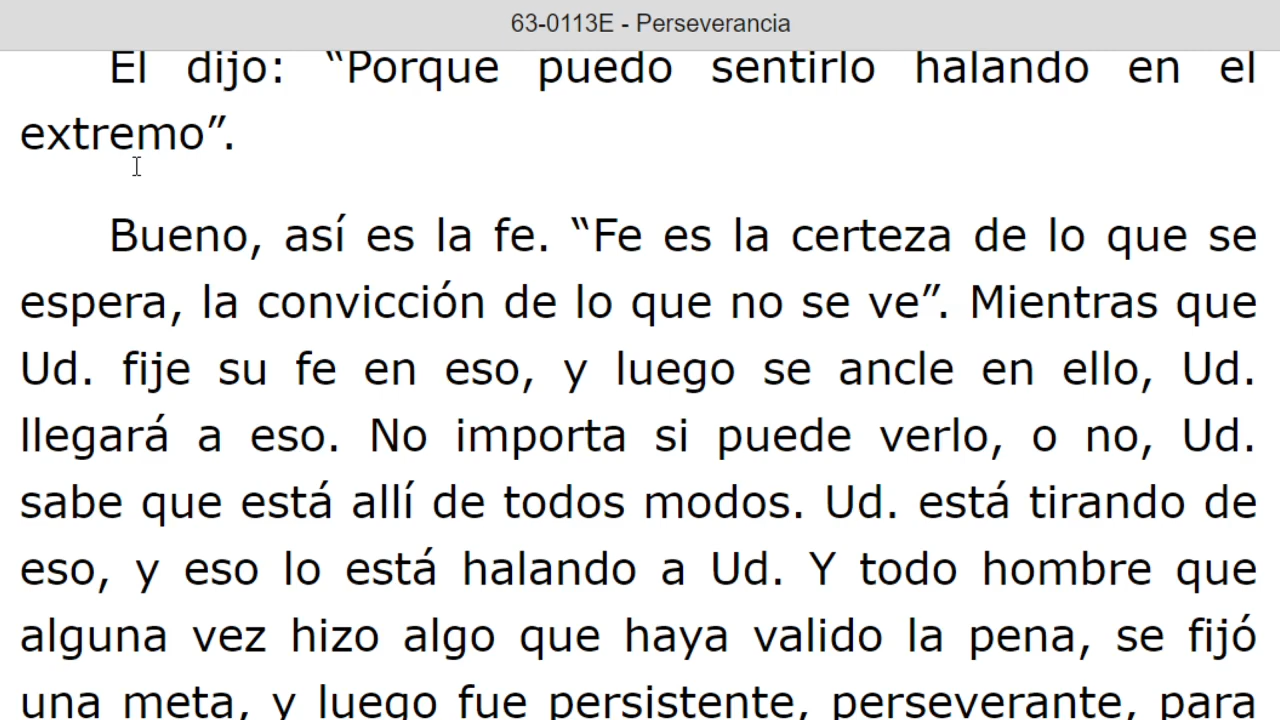 63-0113E - Perseverancia
El dijo: “Porque puedo sentirlo halando en el
extremo”.
Bueno, así es la fe. “Fe es la certeza de lo que se
espera, la convicción de lo que no se ve”. Mientras que
Ud. fije su fe en eso, y luego se ancle en ello, Ud.
llegará a eso. No importa si puede verlo, o no, Ud.
sabe que está allí de todos modos. Ud. está tirando de
eso, y eso lo está halando a Ud. Y todo hombre que
alguna vez hizo algo que haya valido la pena, se fijó
una meta, y luego fue persistente, perseverante, para